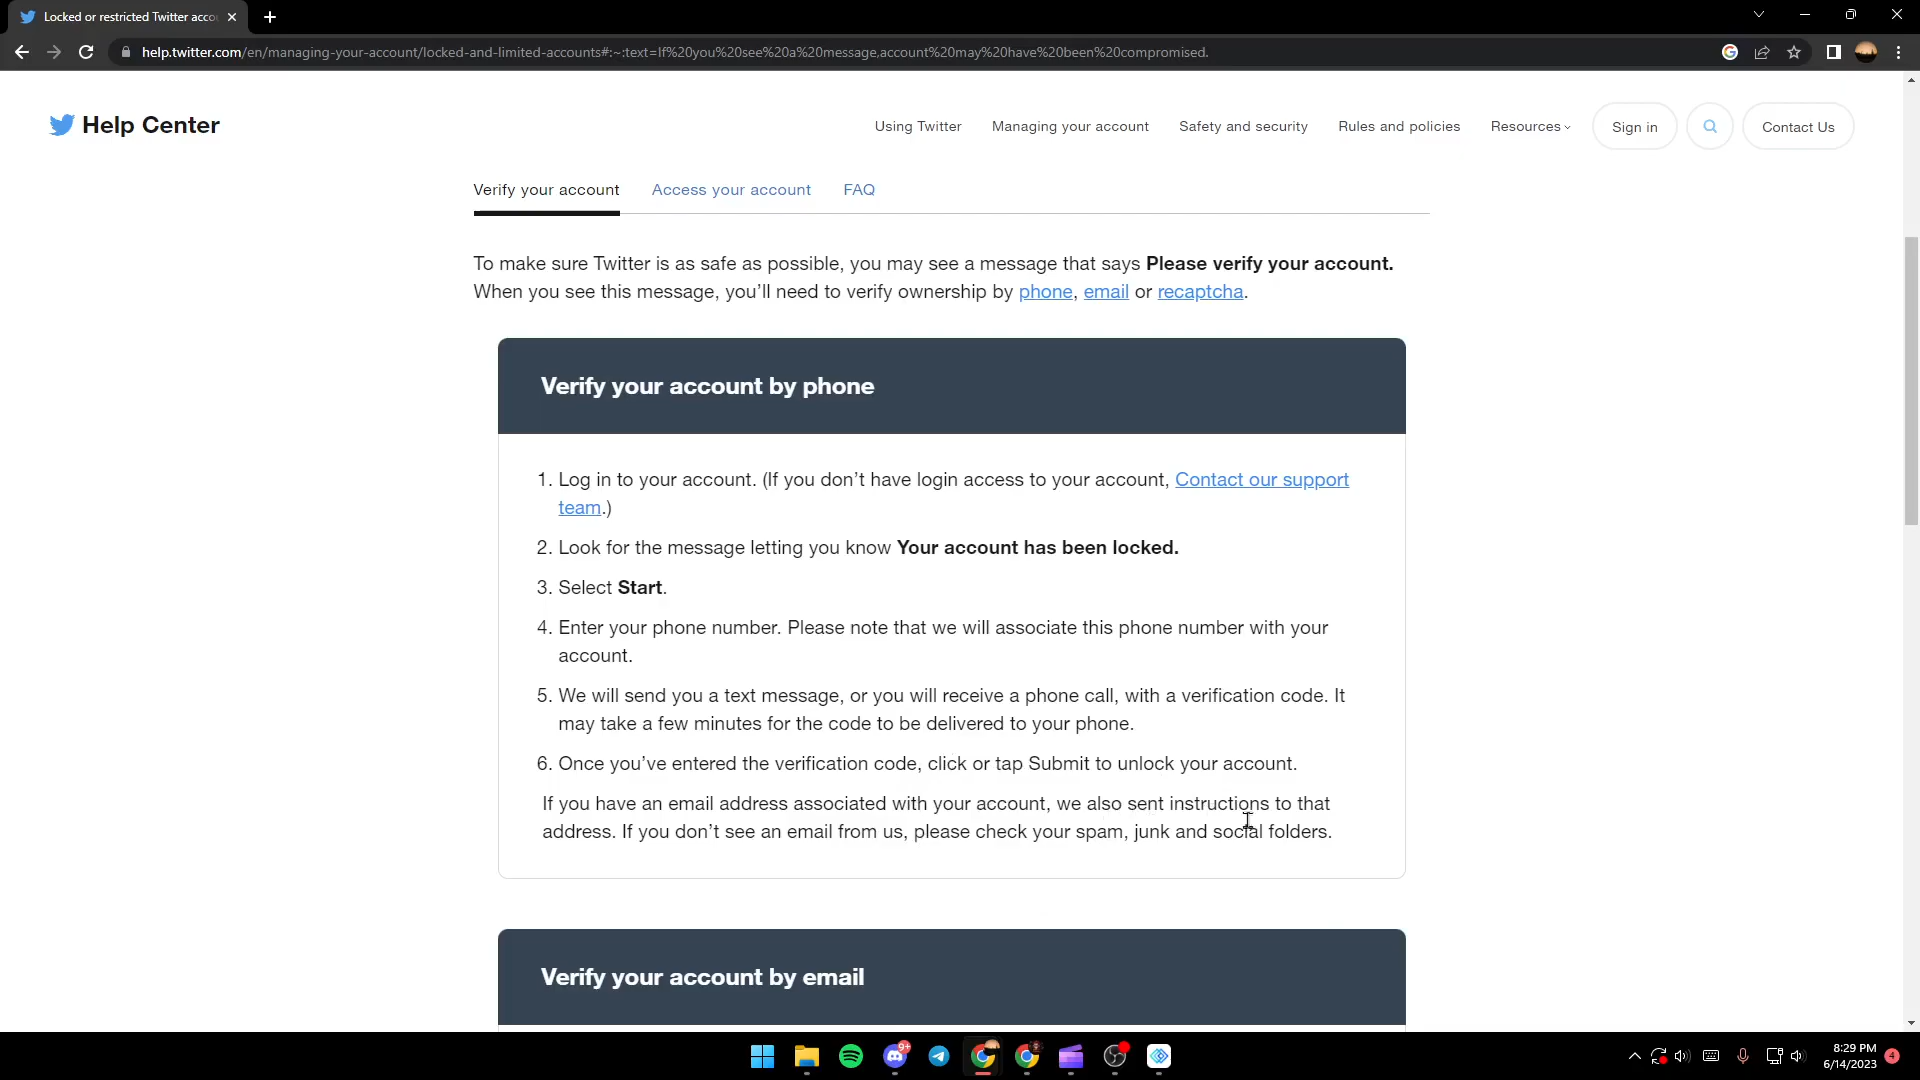 Locked or restricted Twitter acco
help.twitter.com/en/managing-your-account/locked-and-limited-accounts#:~:text=If%20you%20see%20a%20message,account%20may%20have%20been%20compromised.
Help Center
Using Twitter
Managing your account
Safety and security
Rules and policies
Resources
Sign in
Contact Us
Verify your account
Access your account
FAQ
To make sure Twitter is as safe as possible, you may see a message that says Please verify your account.
When you see this message, you’ll need to verify ownership by phone, email or recaptcha.
Verify your account by phone
1. Log in to your account. (If you don’t have login access to your account, Contact our support
team.)
2. Look for the message letting you know Your account has been locked.
3. Select Start.
4. Enter your phone number. Please note that we will associate this phone number with your
account.
5. We will send you a text message, or you will receive a phone call, with a verification code. It
may take a few minutes for the code to be delivered to your phone.
6. Once you’ve entered the verification code, click or tap Submit to unlock your account.
If you have an email address associated with your account, we also sent instructions to that
address. If you don’t see an email from us, please check your spam, junk and social folders.
Verify your account by email
9+
8:29 PM
6/14/2023
4